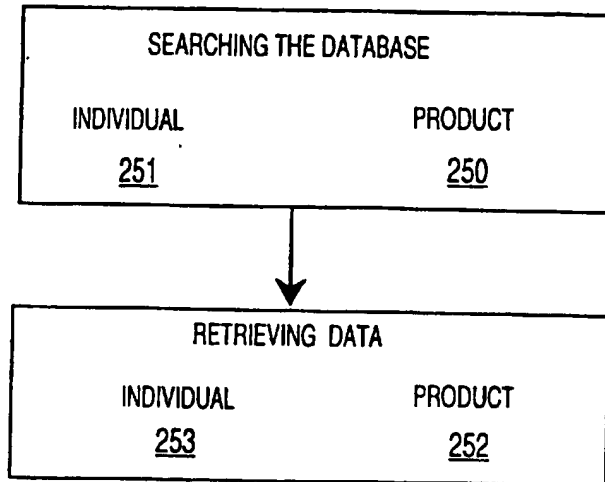 SEARCHING THE DATABASE
INDIVIDUAL PRODUCT
251 250
RETRIEVING DATA
INDIVIDUAL PRODUCT
253 252